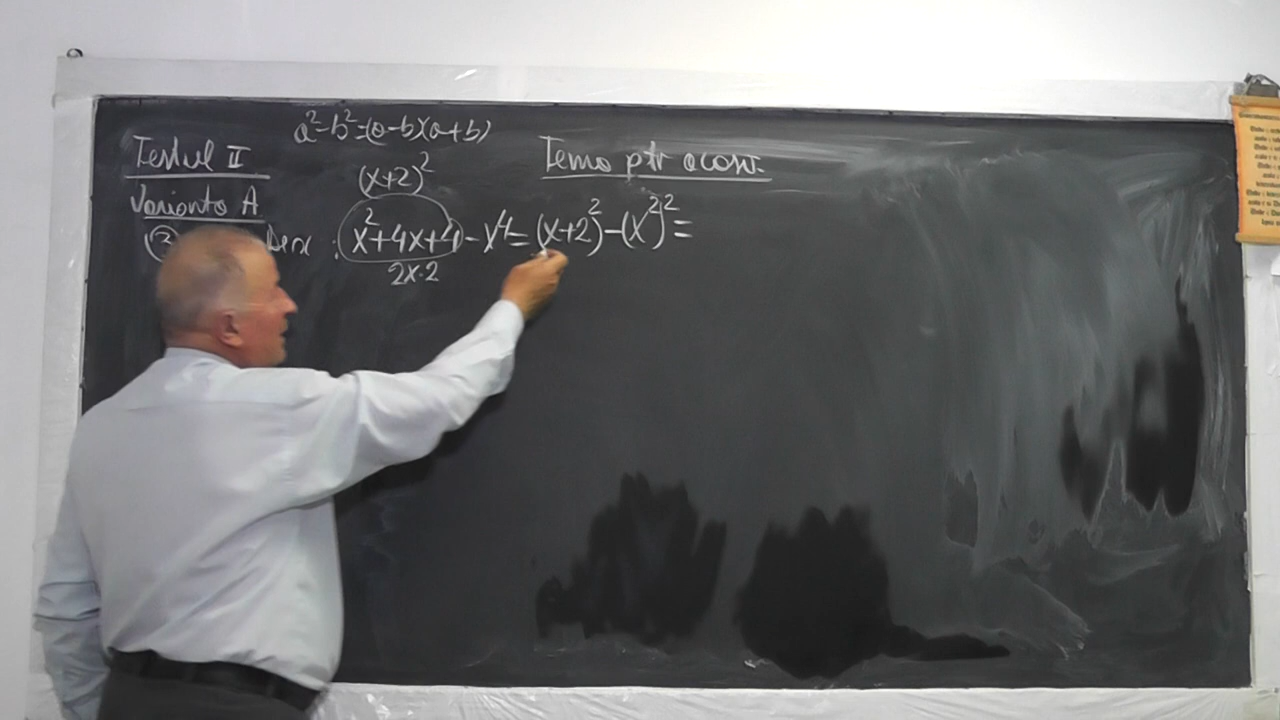 a²-b²=(a-b)(a+b)
Testul II
Tema ptr acasă.
(x+2)²
Varianta A
x²+4x+4-x⁴=(x+2)²-(x²)²=
2x·2